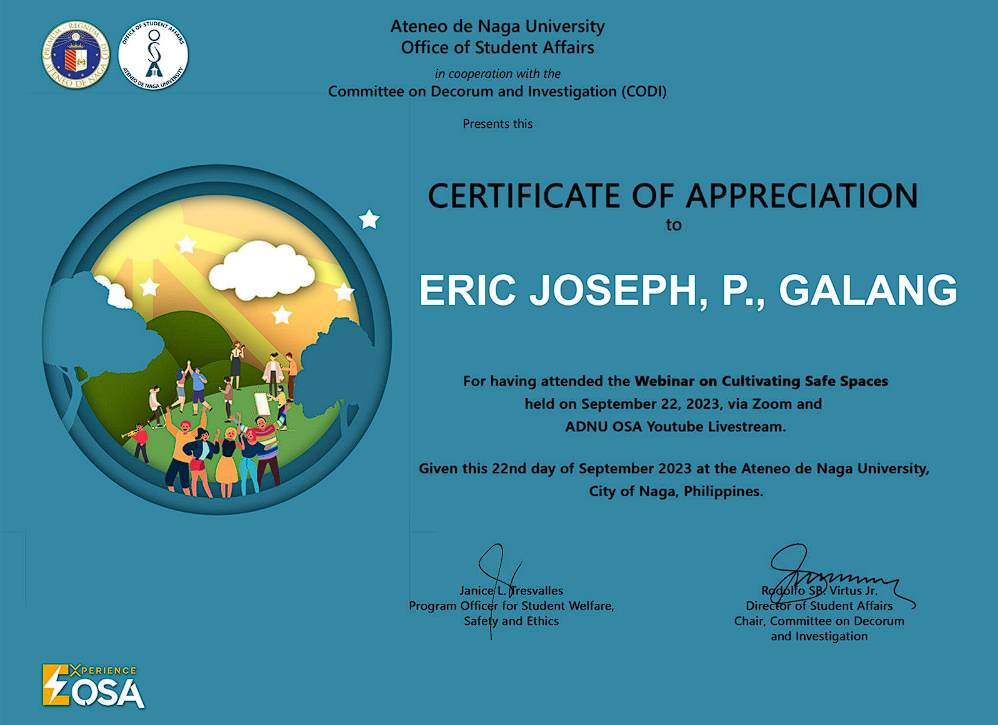 PRIMUM REGNUM DEI
ATENEO DE NAGA
OFFICE OF STUDENT AFFAIRS
ATENEO DE NAGA UNIVERSITY
Ateneo de Naga University
Office of Student Affairs
in cooperation with the
Committee on Decorum and Investigation (CODI)
Presents this
CERTIFICATE OF APPRECIATION
to
ERIC JOSEPH, P., GALANG
For having attended the Webinar on Cultivating Safe Spaces
held on September 22, 2023, via Zoom and
ADNU OSA Youtube Livestream.
Given this 22nd day of September 2023 at the Ateneo de Naga University,
City of Naga, Philippines.
Janice L. Tresvalles
Program Officer for Student Welfare,
Safety and Ethics
Rodolfo SB. Virtus Jr.
Director of Student Affairs
Chair, Committee on Decorum
and Investigation
EXPERIENCE
OSA